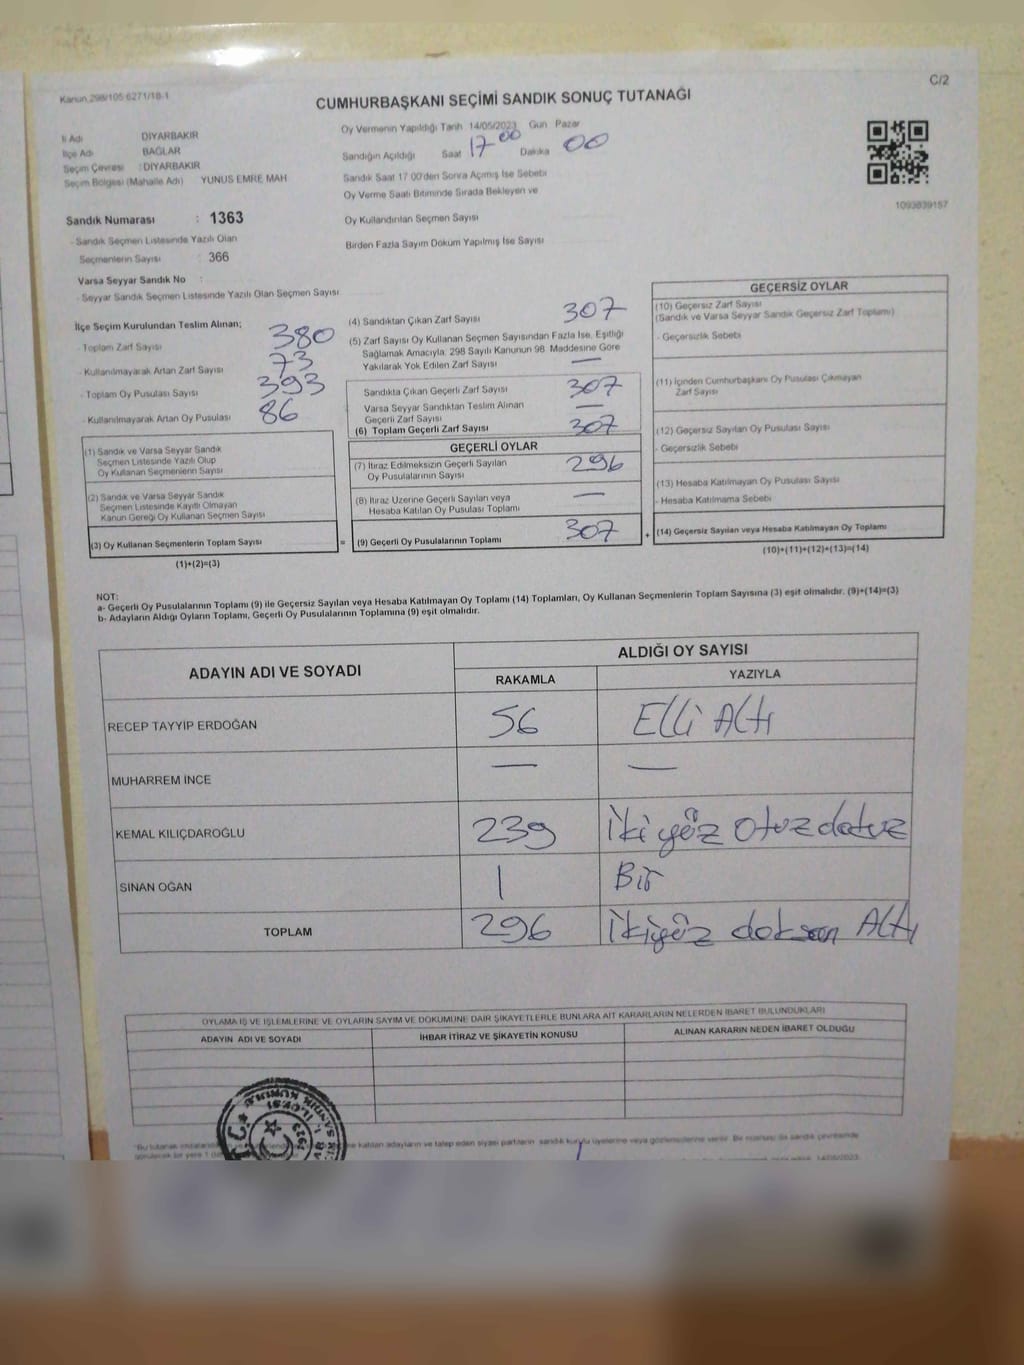 Kanun 298/105 6271/18-1
C/2
CUMHURBAŞKANI SEÇİMİ SANDIK SONUÇ TUTANAĞI
İl Adı DİYARBAKIR
İlçe Adı BAĞLAR
Seçim Çevresi : DİYARBAKIR
Seçim Bölgesi (Mahalle Adı) YUNUS EMRE MAH
Oy Vermenin Yapıldığı Tarih 14/05/2023 Gün Pazar
Sandığın Açıldığı Saat 17 00 Dakika 00
Sandık Saat 17 00'den Sonra Açılmış İse Sebebi
Oy Verme Saati Bitiminde Sırada Bekleyen ve
Oy Kullandırılan Seçmen Sayısı
Birden Fazla Sayım Döküm Yapılmış İse Sayısı
1093839157
Sandık Numarası : 1363
- Sandık Seçmen Listesinde Yazılı Olan
Seçmenlerin Sayısı : 366
Varsa Seyyar Sandık No :
- Seyyar Sandık Seçmen Listesinde Yazılı Olan Seçmen Sayısı
İlçe Seçim Kurulundan Teslim Alınan;
- Toplam Zarf Sayısı 380
- Kullanılmayarak Artan Zarf Sayısı 73
- Toplam Oy Pusulası Sayısı 393
- Kullanılmayarak Artan Oy Pusulası 86
(1) Sandık ve Varsa Seyyar Sandık
Seçmen Listesinde Yazılı Olup
Oy Kullanan Seçmenlerin Sayısı
(2) Sandık ve Varsa Seyyar Sandık
Seçmen Listesinde Kayıtlı Olmayan
Kanun Gereği Oy Kullanan Seçmen Sayısı
(3) Oy Kullanan Seçmenlerin Toplam Sayısı
(1)+(2)=(3)
(4) Sandıktan Çıkan Zarf Sayısı 307
(5) Zarf Sayısı Oy Kullanan Seçmen Sayısından Fazla İse, Eşitliği
Sağlamak Amacıyla, 298 Sayılı Kanunun 98. Maddesine Göre
Yakılarak Yok Edilen Zarf Sayısı —
Sandıkta Çıkan Geçerli Zarf Sayısı 307
Varsa Seyyar Sandıktan Teslim Alınan
Geçerli Zarf Sayısı —
(6) Toplam Geçerli Zarf Sayısı 307
GEÇERLİ OYLAR
(7) İtiraz Edilmeksizin Geçerli Sayılan
Oy Pusulalarının Sayısı 296
(8) İtiraz Üzerine Geçerli Sayılan veya
Hesaba Katılan Oy Pusulası Toplamı —
= (9) Geçerli Oy Pusulalarının Toplamı 307 +
GEÇERSİZ OYLAR
(10) Geçersiz Zarf Sayısı
(Sandık ve Varsa Seyyar Sandık Geçersiz Zarf Toplamı)
- Geçersizlik Sebebi
(11) İçinden Cumhurbaşkanı Oy Pusulası Çıkmayan
Zarf Sayısı
(12) Geçersiz Sayılan Oy Pusulası Sayısı
- Geçersizlik Sebebi
(13) Hesaba Katılmayan Oy Pusulası Sayısı
- Hesaba Katılmama Sebebi
(14) Geçersiz Sayılan veya Hesaba Katılmayan Oy Toplamı
(10)+(11)+(12)+(13)=(14)
NOT:
a- Geçerli Oy Pusulalarının Toplamı (9) ile Geçersiz Sayılan veya Hesaba Katılmayan Oy Toplamı (14) Toplamları, Oy Kullanan Seçmenlerin Toplam Sayısına (3) eşit olmalıdır. (9)+(14)=(3)
b- Adayların Aldığı Oyların Toplamı, Geçerli Oy Pusulalarının Toplamına (9) eşit olmalıdır.
ADAYIN ADI VE SOYADI ALDIĞI OY SAYISI
RAKAMLA YAZIYLA
RECEP TAYYİP ERDOĞAN 56 Elli Altı
MUHARREM İNCE — —
KEMAL KILIÇDAROĞLU 239 İkiyüz Otuz dokuz
SİNAN OĞAN 1 Bir
TOPLAM 296 İkiyüz doksan Altı
OYLAMA İŞ VE İŞLEMLERİNE VE OYLARIN SAYIM VE DÖKÜMÜNE DAİR ŞİKAYETLERLE BUNLARA AİT KARARLARIN NELERDEN İBARET BULUNDUKLARI
ADAYIN ADI VE SOYADI İHBAR İTİRAZ VE ŞİKAYETİN KONUSU ALINAN KARARIN NEDEN İBARET OLDUĞU